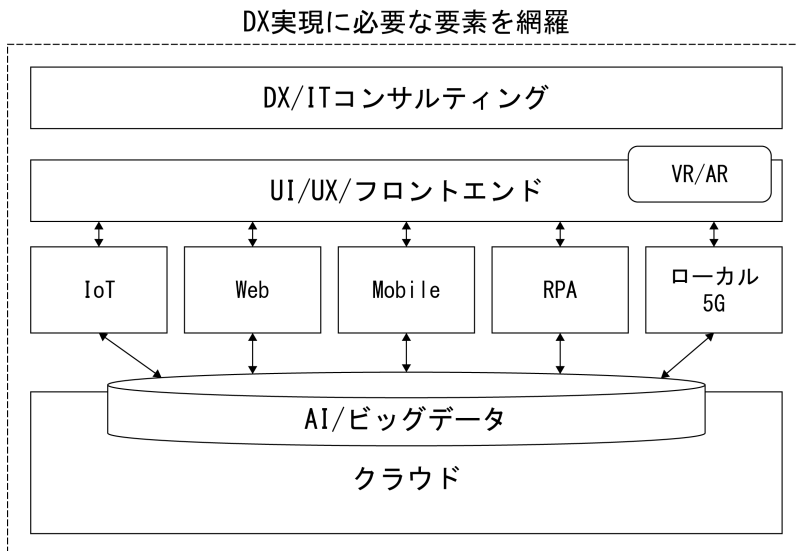 DX実現に必要な要素を網羅
DX/ITコンサルティング
VR/AR
UI/UX/フロントエンド
IoT
Web
Mobile
RPA
ローカル
5G
AI/ビッグデータ
クラウド